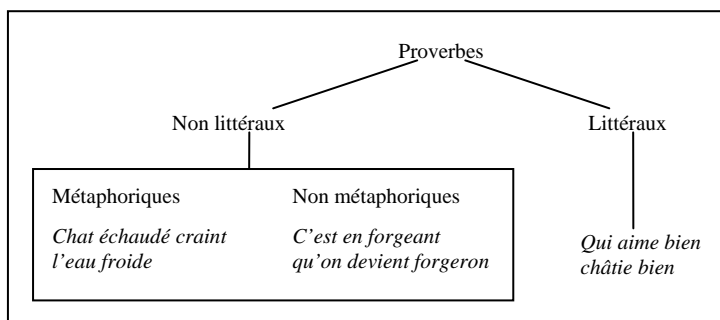 Proverbes
Non littéraux
Littéraux
Métaphoriques
Chat échaudé craint
l’eau froide
Non métaphoriques
C’est en forgeant
qu’on devient forgeron
Qui aime bien
châtie bien